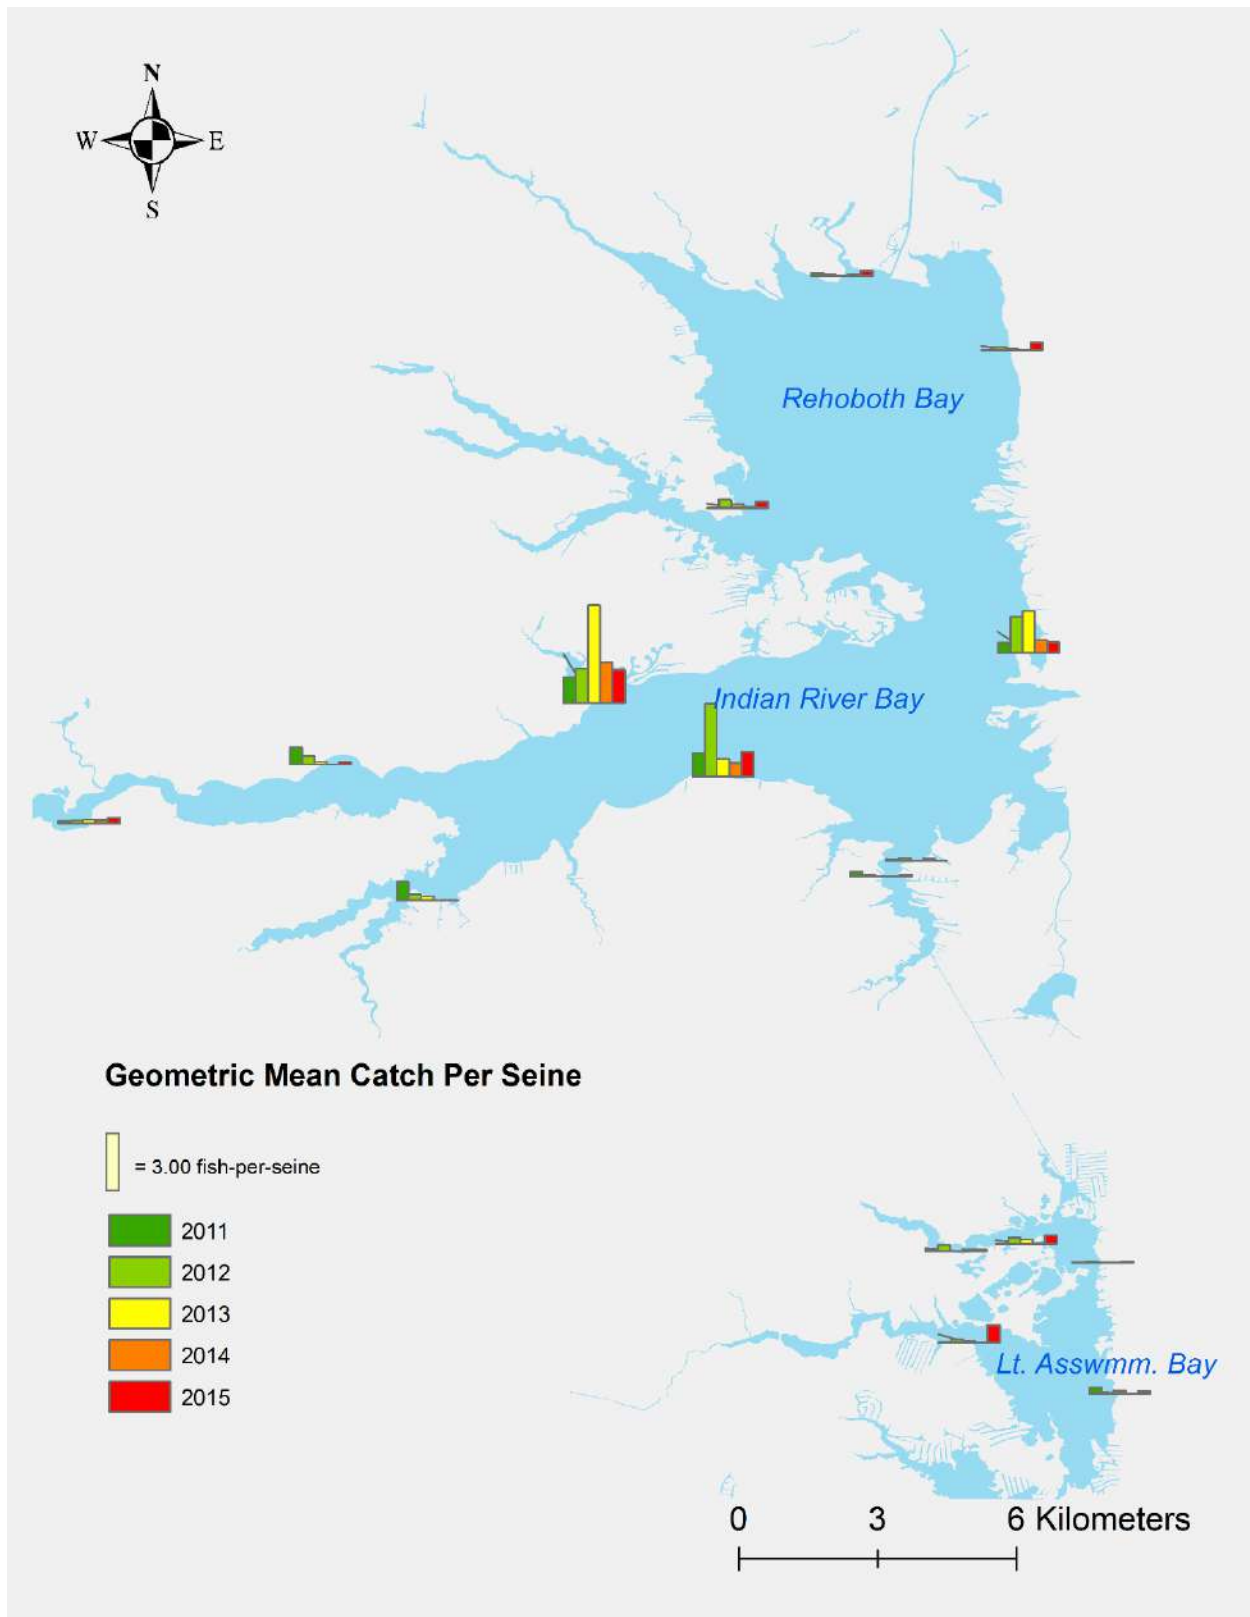 N
W E
S
Rehoboth Bay
Indian River Bay
Geometric Mean Catch Per Seine
= 3.00 fish-per-seine
2011
2012
2013
2014
2015
Lt. Asswmm. Bay
0 3 6 Kilometers